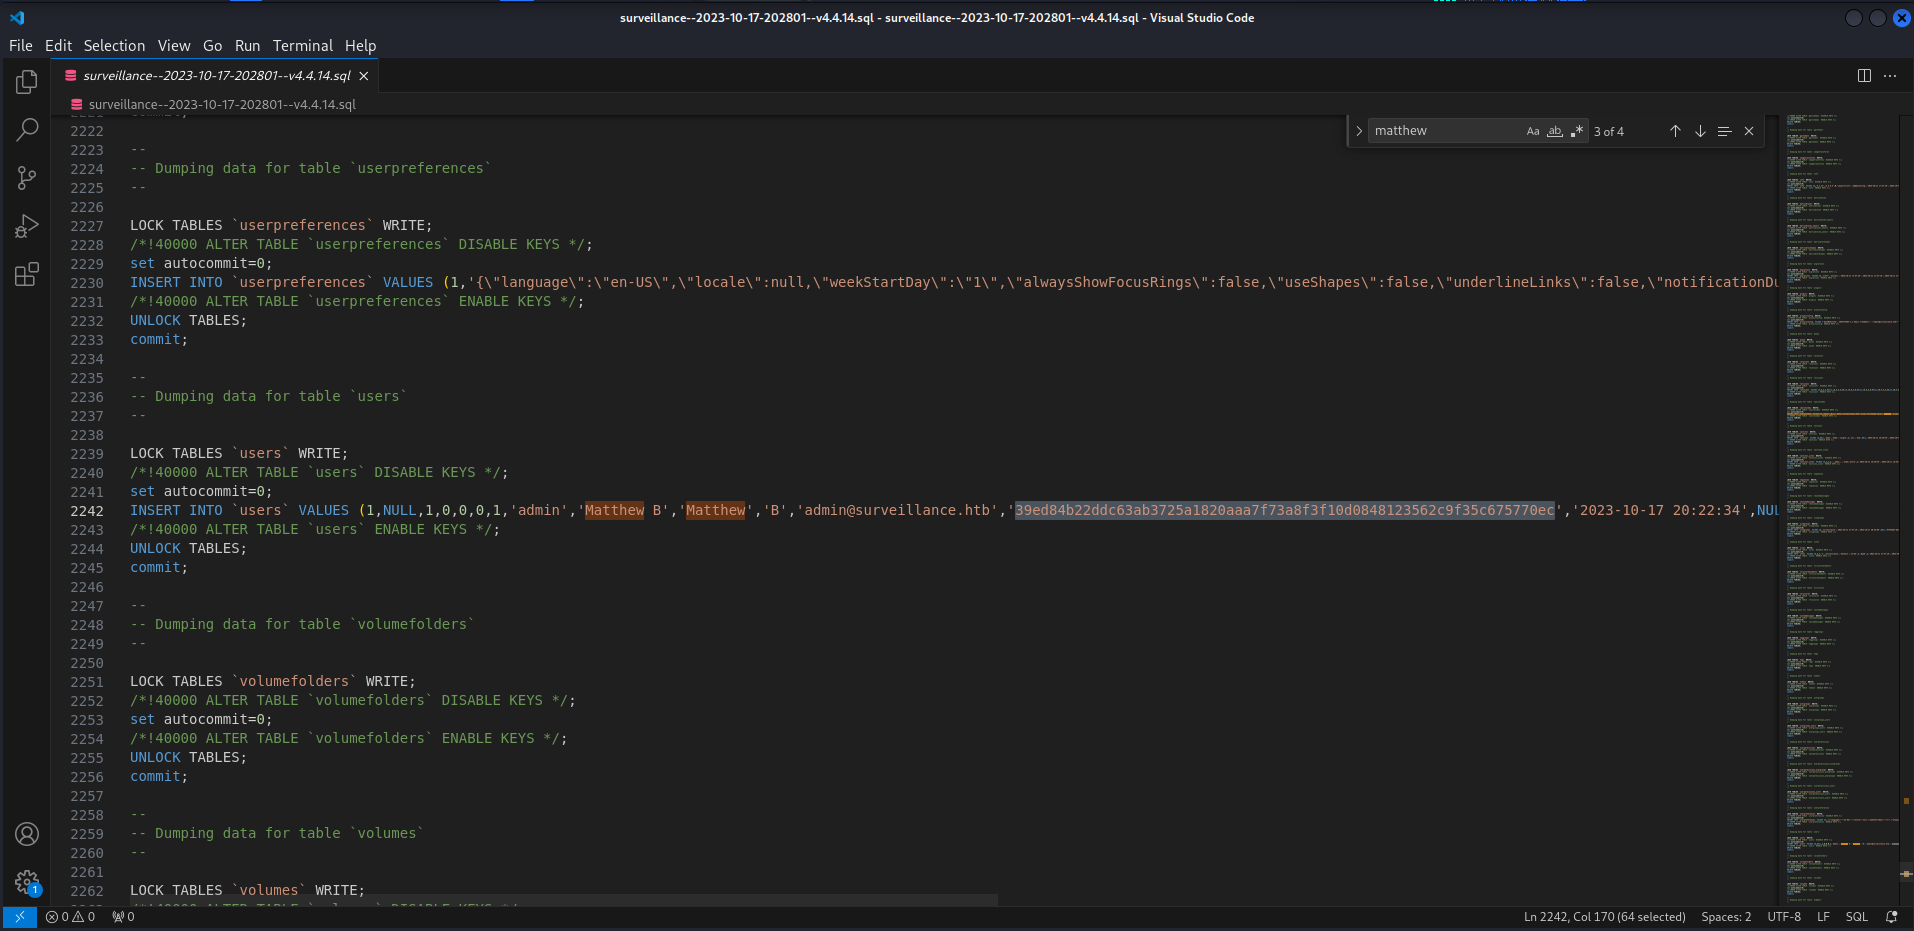 surveillance--2023-10-17-202801--v4.4.14.sql - surveillance--2023-10-17-202801--v4.4.14.sql - Visual Studio Code
File Edit Selection View Go Run Terminal Help
surveillance--2023-10-17-202801--v4.4.14.sql
surveillance--2023-10-17-202801--v4.4.14.sql
matthew Aa ab 3 of 4
2222
2223 --
2224 -- Dumping data for table `userpreferences`
2225 --
2226
2227 LOCK TABLES `userpreferences` WRITE;
2228 /*!40000 ALTER TABLE `userpreferences` DISABLE KEYS */;
2229 set autocommit=0;
2230 INSERT INTO `userpreferences` VALUES (1,'{\"language\":\"en-US\",\"locale\":null,\"weekStartDay\":\"1\",\"alwaysShowFocusRings\":false,\"useShapes\":false,\"underlineLinks\":false,\"notificationDu
2231 /*!40000 ALTER TABLE `userpreferences` ENABLE KEYS */;
2232 UNLOCK TABLES;
2233 commit;
2234
2235 --
2236 -- Dumping data for table `users`
2237 --
2238
2239 LOCK TABLES `users` WRITE;
2240 /*!40000 ALTER TABLE `users` DISABLE KEYS */;
2241 set autocommit=0;
2242 INSERT INTO `users` VALUES (1,NULL,1,0,0,0,1,'admin','Matthew B','Matthew','B','admin@surveillance.htb','39ed84b22ddc63ab3725a1820aaa7f73a8f3f10d0848123562c9f35c675770ec','2023-10-17 20:22:34',NUL
2243 /*!40000 ALTER TABLE `users` ENABLE KEYS */;
2244 UNLOCK TABLES;
2245 commit;
2246
2247 --
2248 -- Dumping data for table `volumefolders`
2249 --
2250
2251 LOCK TABLES `volumefolders` WRITE;
2252 /*!40000 ALTER TABLE `volumefolders` DISABLE KEYS */;
2253 set autocommit=0;
2254 /*!40000 ALTER TABLE `volumefolders` ENABLE KEYS */;
2255 UNLOCK TABLES;
2256 commit;
2257
2258 --
2259 -- Dumping data for table `volumes`
2260 --
2261
2262 LOCK TABLES `volumes` WRITE;
1
0 0 0 Ln 2242, Col 170 (64 selected) Spaces: 2 UTF-8 LF SQL